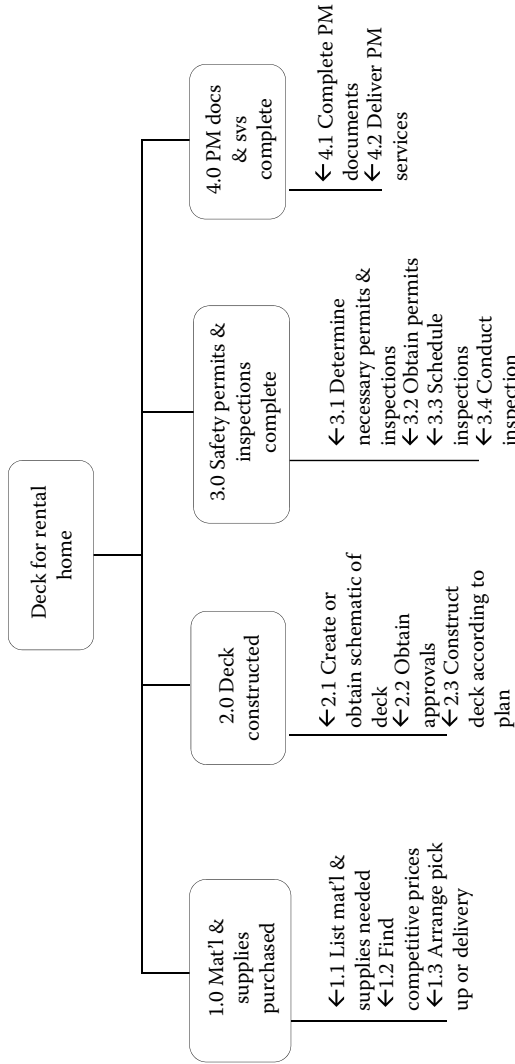 Deck for rental
home
1.0 Mat'l &
supplies
purchased
←1.1 List mat'l &
supplies needed
←1.2 Find
competitive prices
←1.3 Arrange pick
up or delivery
2.0 Deck
constructed
←2.1 Create or
obtain schematic of
deck
←2.2 Obtain
approvals
←2.3 Construct
deck according to
plan
3.0 Safety permits &
inspections
complete
←3.1 Determine
necessary permits &
inspections
←3.2 Obtain permits
←3.3 Schedule
inspections
←3.4 Conduct
inspection
4.0 PM docs
& svs
complete
←4.1 Complete PM
documents
←4.2 Deliver PM
services